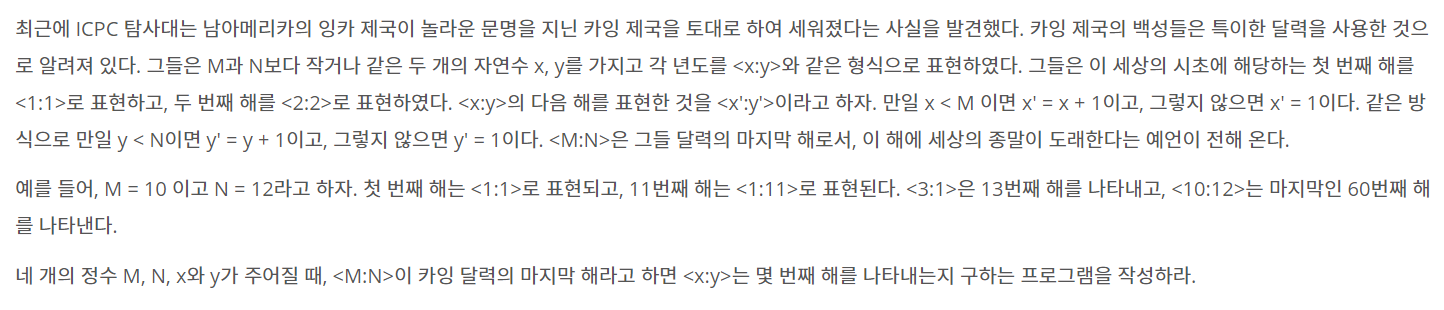 최근에 ICPC 탐사대는 남아메리카의 잉카 제국이 놀라운 문명을 지닌 카잉 제국을 토대로 하여 세워졌다는 사실을 발견했다. 카잉 제국의 백성들은 특이한 달력을 사용한 것으
로 알려져 있다. 그들은 M과 N보다 작거나 같은 두 개의 자연수 x, y를 가지고 각 년도를 <x:y>와 같은 형식으로 표현하였다. 그들은 이 세상의 시초에 해당하는 첫 번째 해를
<1:1>로 표현하고, 두 번째 해를 <2:2>로 표현하였다. <x:y>의 다음 해를 표현한 것을 <x':y'>이라고 하자. 만일 x < M 이면 x' = x + 1이고, 그렇지 않으면 x' = 1이다. 같은 방
식으로 만일 y < N이면 y' = y + 1이고, 그렇지 않으면 y' = 1이다. <M:N>은 그들 달력의 마지막 해로서, 이 해에 세상의 종말이 도래한다는 예언이 전해 온다.
예를 들어, M = 10 이고 N = 12라고 하자. 첫 번째 해는 <1:1>로 표현되고, 11번째 해는 <1:11>로 표현된다. <3:1>은 13번째 해를 나타내고, <10:12>는 마지막인 60번째 해
를 나타낸다.
네 개의 정수 M, N, x와 y가 주어질 때, <M:N>이 카잉 달력의 마지막 해라고 하면 <x:y>는 몇 번째 해를 나타내는지 구하는 프로그램을 작성하라.